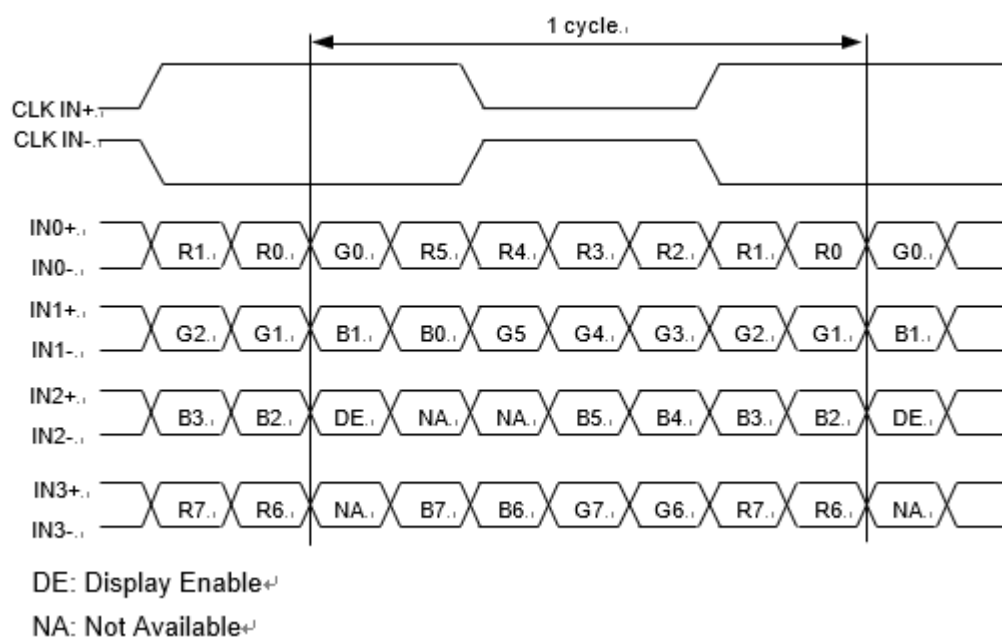 1 cycle
CLK IN+
CLK IN-
IN0+
R1 R0 G0 R5 R4 R3 R2 R1 R0 G0
IN0-
IN1+
G2 G1 B1 B0 G5 G4 G3 G2 G1 B1
IN1-
IN2+
B3 B2 DE NA NA B5 B4 B3 B2 DE
IN2-
IN3+
R7 R6 NA B7 B6 G7 G6 R7 R6 NA
IN3-
DE: Display Enable↵
NA: Not Available↵